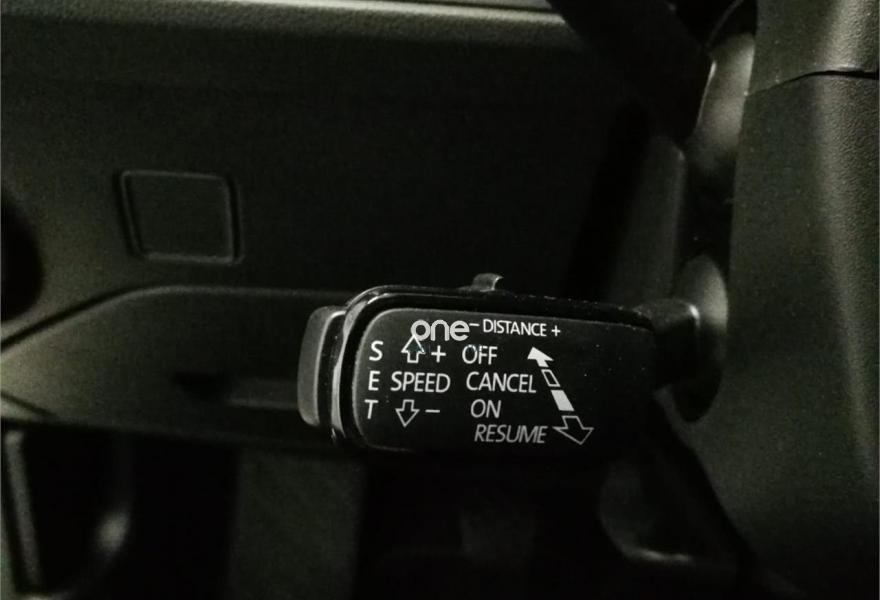 one
- DISTANCE +
S + OFF
E SPEED CANCEL
T - ON
RESUME